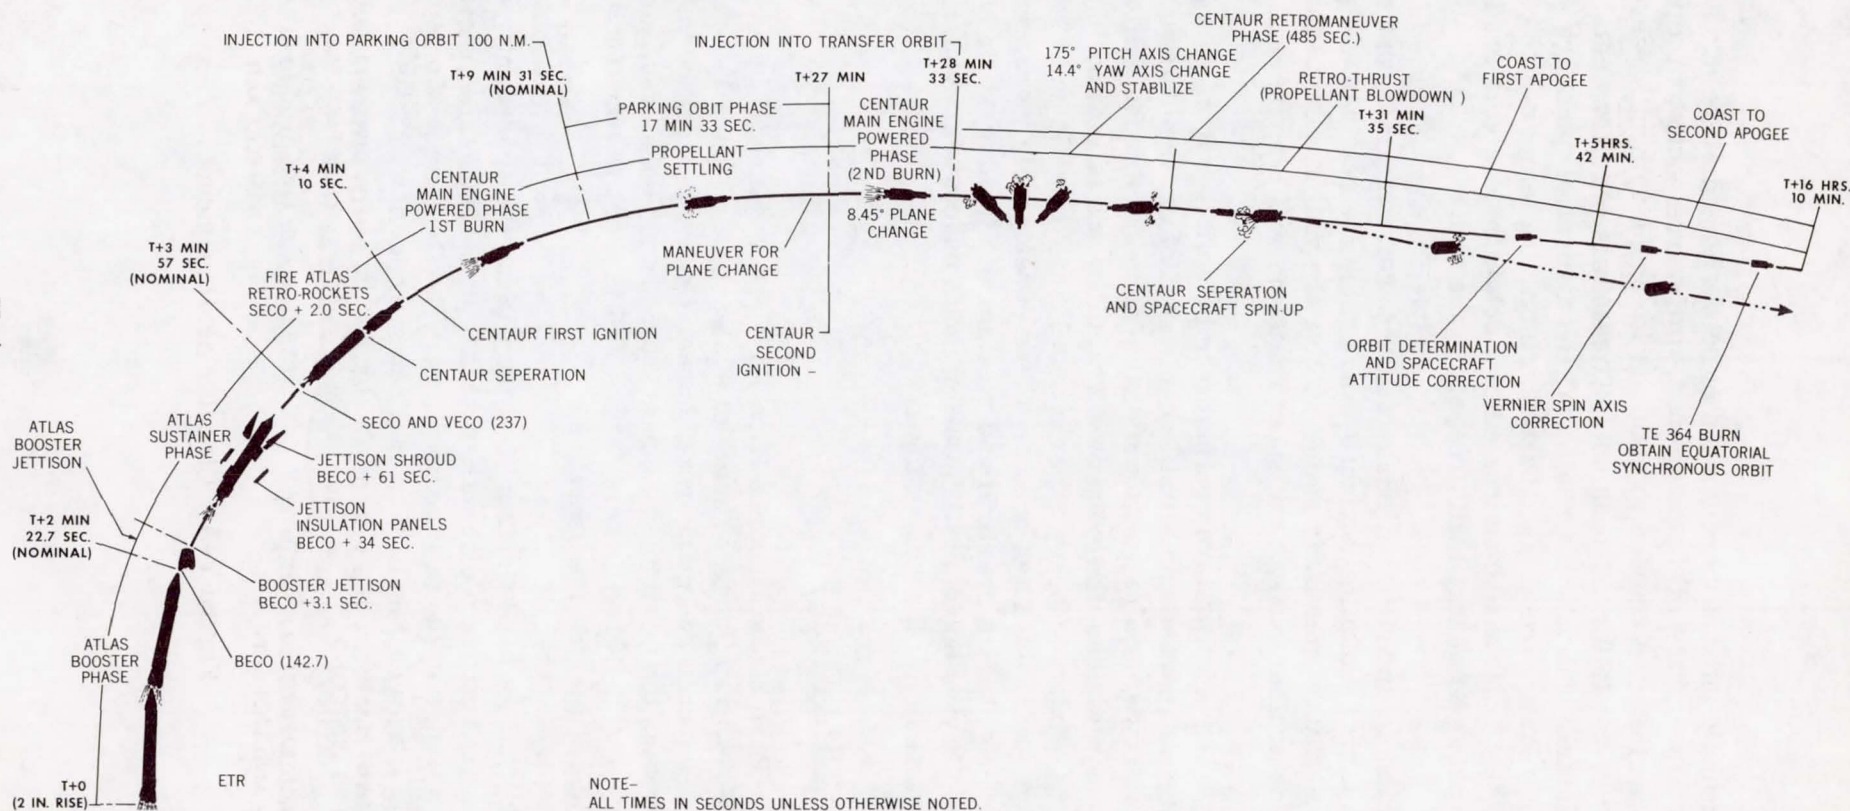 INJECTION INTO PARKING ORBIT 100 N.M.
T+9 MIN 31 SEC.
(NOMINAL)
INJECTION INTO TRANSFER ORBIT
T+27 MIN
T+28 MIN
33 SEC.
CENTAUR RETROMANEUVER
PHASE (485 SEC.)
175° PITCH AXIS CHANGE
14.4° YAW AXIS CHANGE
AND STABILIZE
RETRO-THRUST
(PROPELLANT BLOWDOWN )
T+31 MIN
35 SEC.
COAST TO
FIRST APOGEE
COAST TO
SECOND APOGEE
T+5HRS.
42 MIN.
T+16 HRS.
10 MIN.
PARKING OBIT PHASE
17 MIN 33 SEC.
CENTAUR
MAIN ENGINE
POWERED
PHASE
(2ND BURN)
PROPELLANT
SETTLING
T+4 MIN
10 SEC.
CENTAUR
MAIN ENGINE
POWERED PHASE
1ST BURN
8.45° PLANE
CHANGE
MANEUVER FOR
PLANE CHANGE
T+3 MIN
57 SEC.
(NOMINAL)
FIRE ATLAS
RETRO-ROCKETS
SECO + 2.0 SEC.
CENTAUR SEPERATION
AND SPACECRAFT SPIN-UP
CENTAUR FIRST IGNITION
CENTAUR
SECOND
IGNITION –
ORBIT DETERMINATION
AND SPACECRAFT
ATTITUDE CORRECTION
CENTAUR SEPERATION
VERNIER SPIN AXIS
CORRECTION
TE 364 BURN
OBTAIN EQUATORIAL
SYNCHRONOUS ORBIT
SECO AND VECO (237)
ATLAS
BOOSTER
JETTISON
ATLAS
SUSTAINER
PHASE
JETTISON SHROUD
BECO + 61 SEC.
JETTISON
INSULATION PANELS
BECO + 34 SEC.
T+2 MIN
22.7 SEC.
(NOMINAL)
BOOSTER JETTISON
BECO +3.1 SEC.
ATLAS
BOOSTER
PHASE
BECO (142.7)
T+0
(2 IN. RISE)
ETR
NOTE–
ALL TIMES IN SECONDS UNLESS OTHERWISE NOTED.